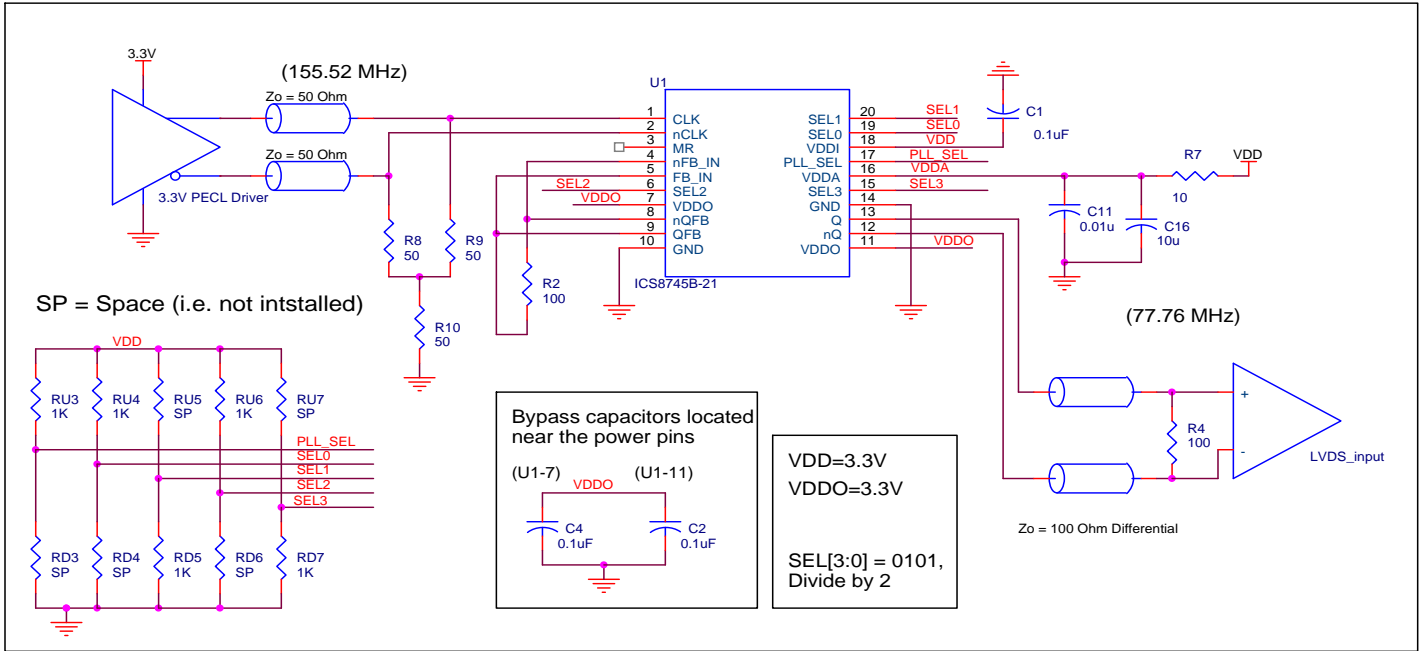 3.3V
(155.52 MHz)
Zo = 50 Ohm
Zo = 50 Ohm
3.3V PECL Driver
U1
1
2
3
4
5
6
7
8
9
10
CLK
nCLK
MR
nFB_IN
FB_IN
SEL2
VDDO
nQFB
QFB
GND
SEL1
SEL0
VDDI
PLL_SEL
VDDA
SEL3
GND
Q
nQ
VDDO
20
19
18
17
16
15
14
13
12
11
SEL2
VDDO
SEL1
SEL0
VDD
PLL_SEL
VDDA
SEL3
VDDO
ICS8745B-21
C1
0.1uF
R7
10
VDD
C11
0.01u
C16
10u
R8
50
R9
50
R10
50
R2
100
SP = Space (i.e. not intstalled)
VDD
RU3
1K
RU4
1K
RU5
SP
RU6
1K
RU7
SP
PLL_SEL
SEL0
SEL1
SEL2
SEL3
RD3
SP
RD4
SP
RD5
1K
RD6
SP
RD7
1K
Bypass capacitors located
near the power pins
(U1-7)
(U1-11)
VDDO
C4
0.1uF
C2
0.1uF
VDD=3.3V
VDDO=3.3V
SEL[3:0] = 0101,
Divide by 2
(77.76 MHz)
+
-
R4
100
LVDS_input
Zo = 100 Ohm Differential